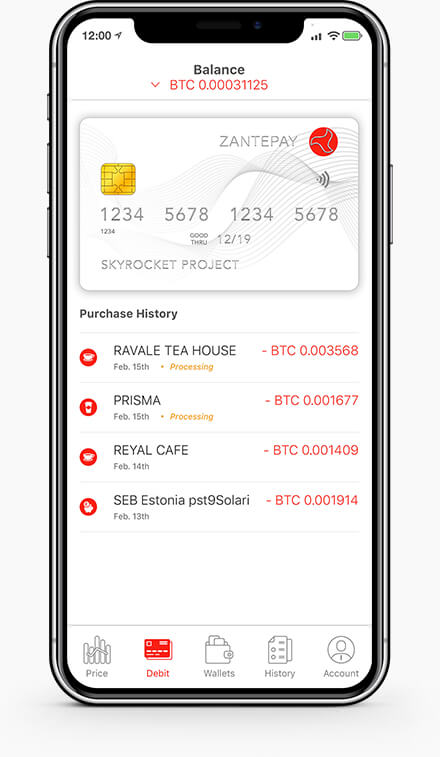 12:00
Balance
BTC 0.00031125
ZANTEPAY
1234 5678 1234 5678
1234
GOOD
THRU 12/19
SKYROCKET PROJECT
Purchase History
RAVALE TEA HOUSE - BTC 0.003568
Feb. 15th • Processing
PRISMA - BTC 0.001677
Feb. 15th • Processing
REYAL CAFE - BTC 0.001409
Feb. 14th
SEB Estonia pst9Solari - BTC 0.001914
Feb. 13th
Price Debit Wallets History Account